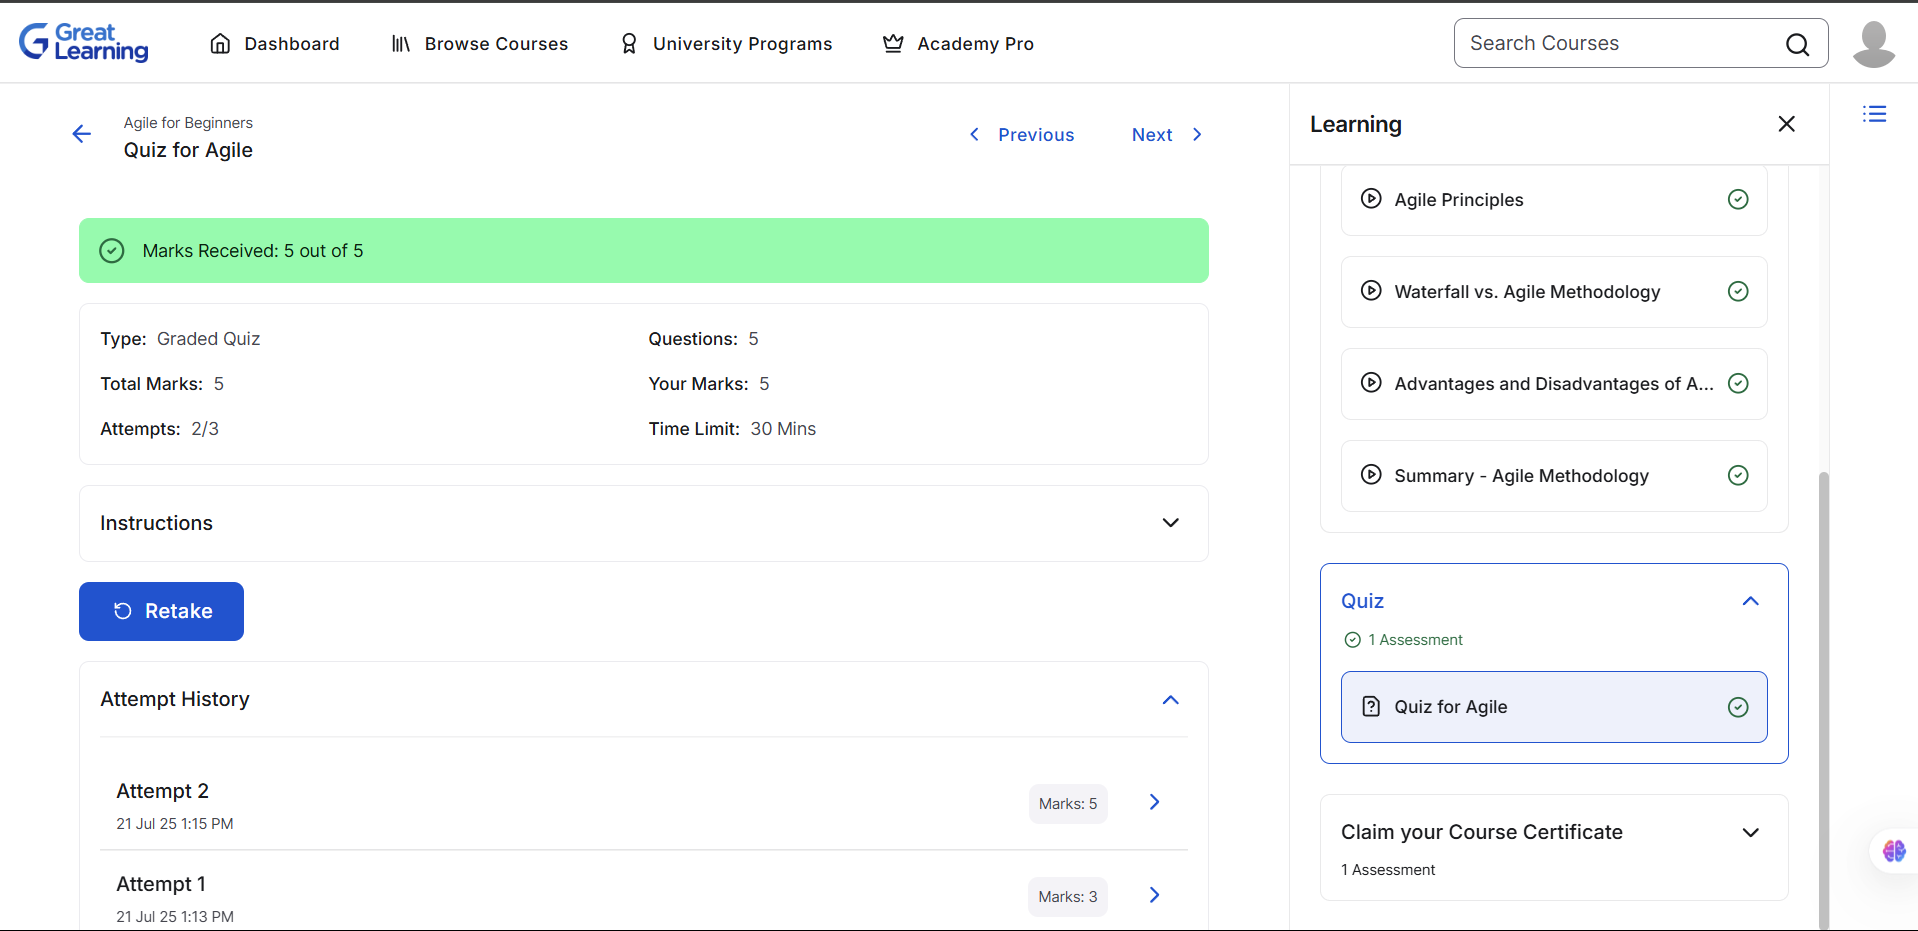 Great Learning
Dashboard
Browse Courses
University Programs
Academy Pro
Search Courses
Agile for Beginners
Quiz for Agile
Previous
Next
Marks Received: 5 out of 5
Type: Graded Quiz
Questions: 5
Total Marks: 5
Your Marks: 5
Attempts: 2/3
Time Limit: 30 Mins
Instructions
Retake
Attempt History
Attempt 2
21 Jul 25 1:15 PM
Marks: 5
Attempt 1
21 Jul 25 1:13 PM
Marks: 3
Learning
Agile Principles
Waterfall vs. Agile Methodology
Advantages and Disadvantages of A...
Summary - Agile Methodology
Quiz
1 Assessment
Quiz for Agile
Claim your Course Certificate
1 Assessment